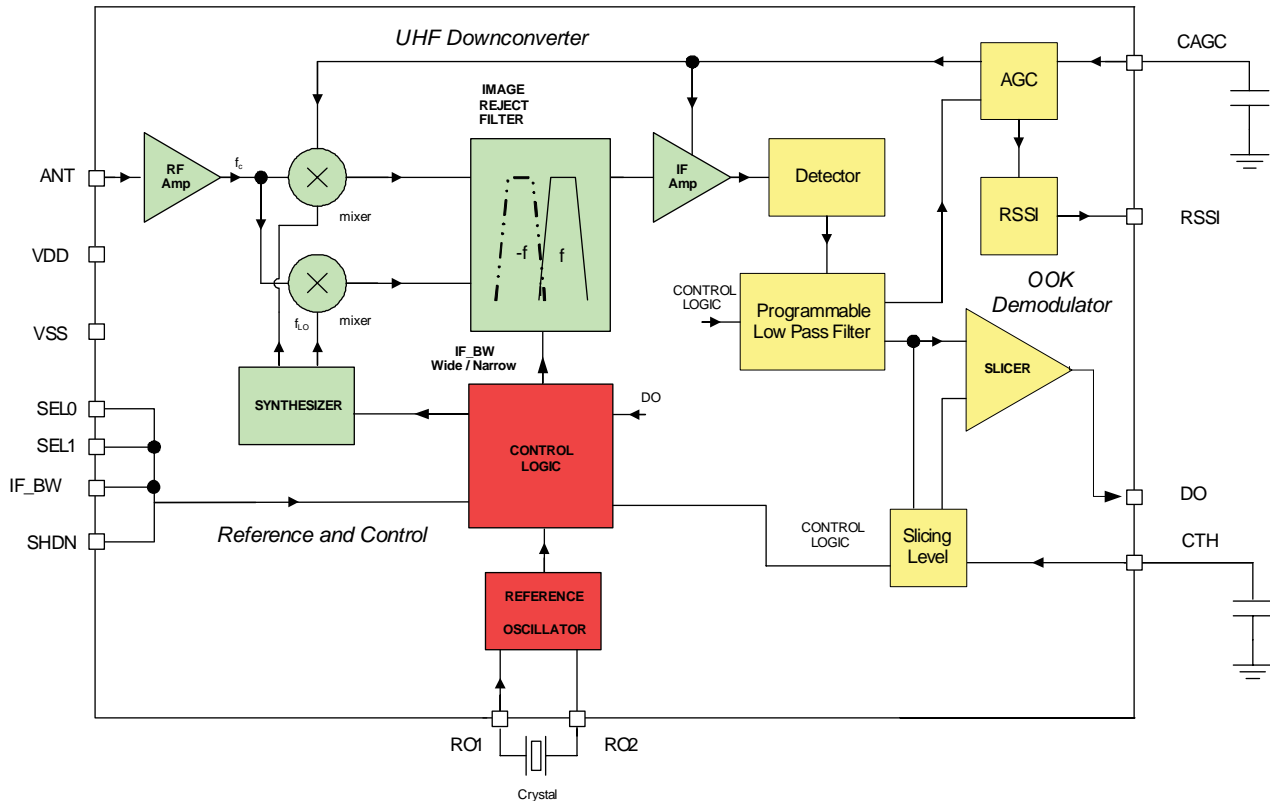 UHF Downconverter
CAGC
AGC
IMAGE
REJECT
FILTER
ANT
RF
Amp
fc
mixer
IF
Amp
Detector
RSSI
RSSI
-f
f
VDD
mixer
fLO
CONTROL
LOGIC
Programmable
Low Pass Filter
OOK
Demodulator
VSS
IF_BW
Wide / Narrow
SLICER
SYNTHESIZER
DO
SEL0
SEL1
IF_BW
SHDN
CONTROL
LOGIC
Reference and Control
CONTROL
LOGIC
Slicing
Level
DO
CTH
REFERENCE
OSCILLATOR
RO1
RO2
Crystal